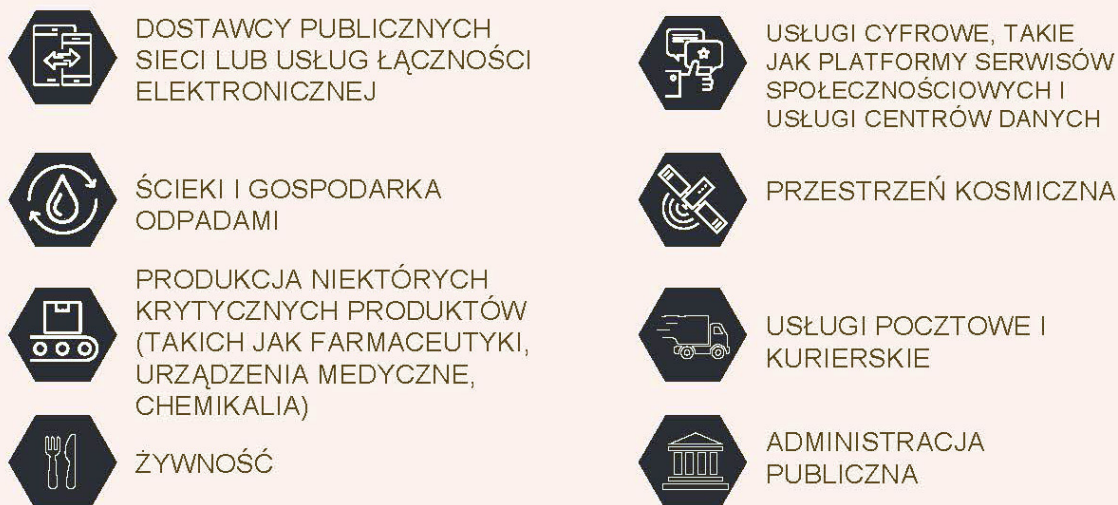 DOSTAWCY PUBLICZNYCH
SIECI LUB USŁUG ŁĄCZNOŚCI
ELEKTRONICZNEJ
ŚCIEKI I GOSPODARKA
ODPADAMI
PRODUKCJA NIEKTÓRYCH
KRYTYCZNYCH PRODUKTÓW
(TAKICH JAK FARMACEUTYKI,
URZĄDZENIA MEDYCZNE,
CHEMIKALIA)
ŻYWNOŚĆ
USŁUGI CYFROWE, TAKIE
JAK PLATFORMY SERWISÓW
SPOŁECZNOŚCIOWYCH I
USŁUGI CENTRÓW DANYCH
PRZESTRZEŃ KOSMICZNA
USŁUGI POCZTOWE I
KURIERSKIE
ADMINISTRACJA
PUBLICZNA